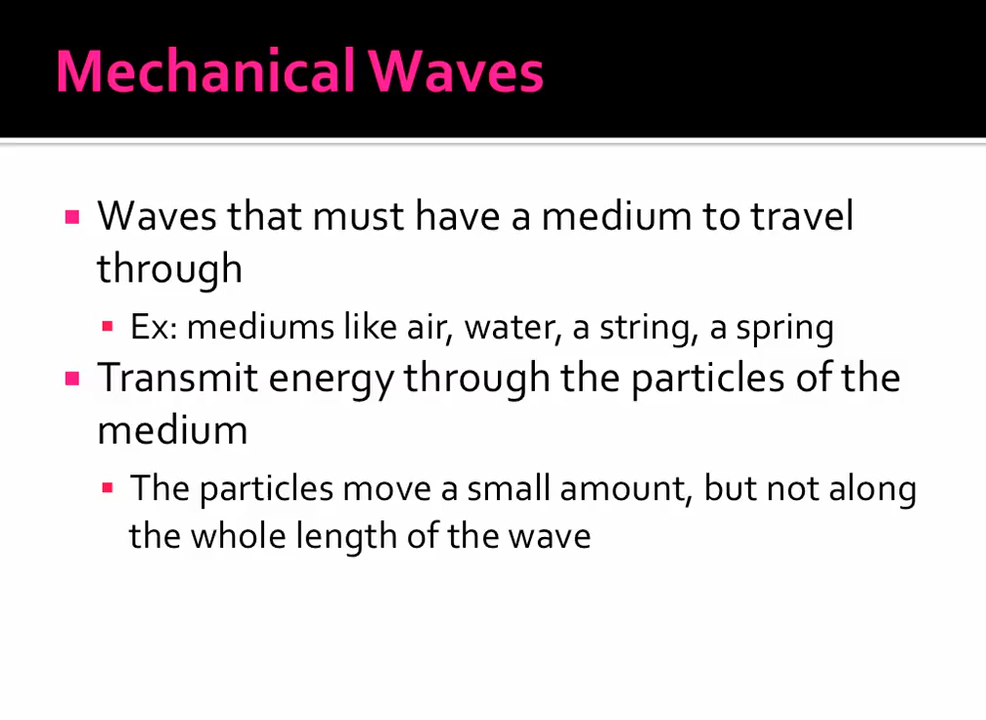 Mechanical Waves
Waves that must have a medium to travel
through
Ex: mediums like air, water, a string, a spring
Transmit energy through the particles of the
medium
The particles move a small amount, but not along
the whole length of the wave